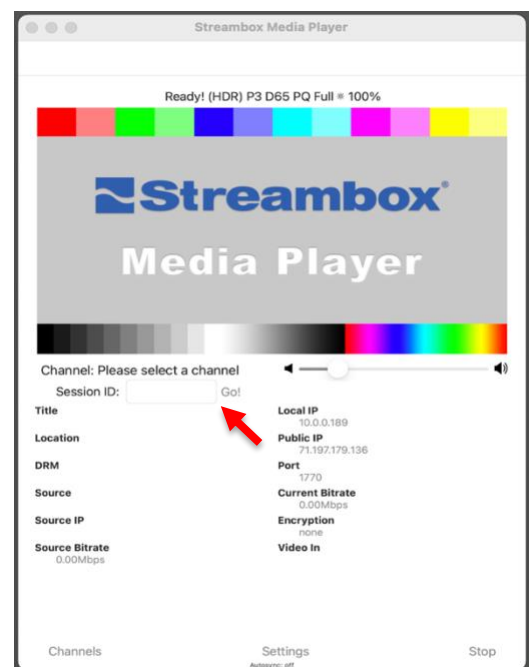 Streambox Media Player
Ready! (HDR) P3 D65 PQ Full = 100%
Streambox
Media Player
Channel: Please select a channel
Session ID: Go!
Title
Local IP
10.0.0.189
Location
Public IP
71.197.179.136
DRM
Port
1770
Source
Current Bitrate
0.00Mbps
Source IP
Encryption
none
Source Bitrate
0.00Mbps
Video In
Channels Settings Stop
Autosync: off